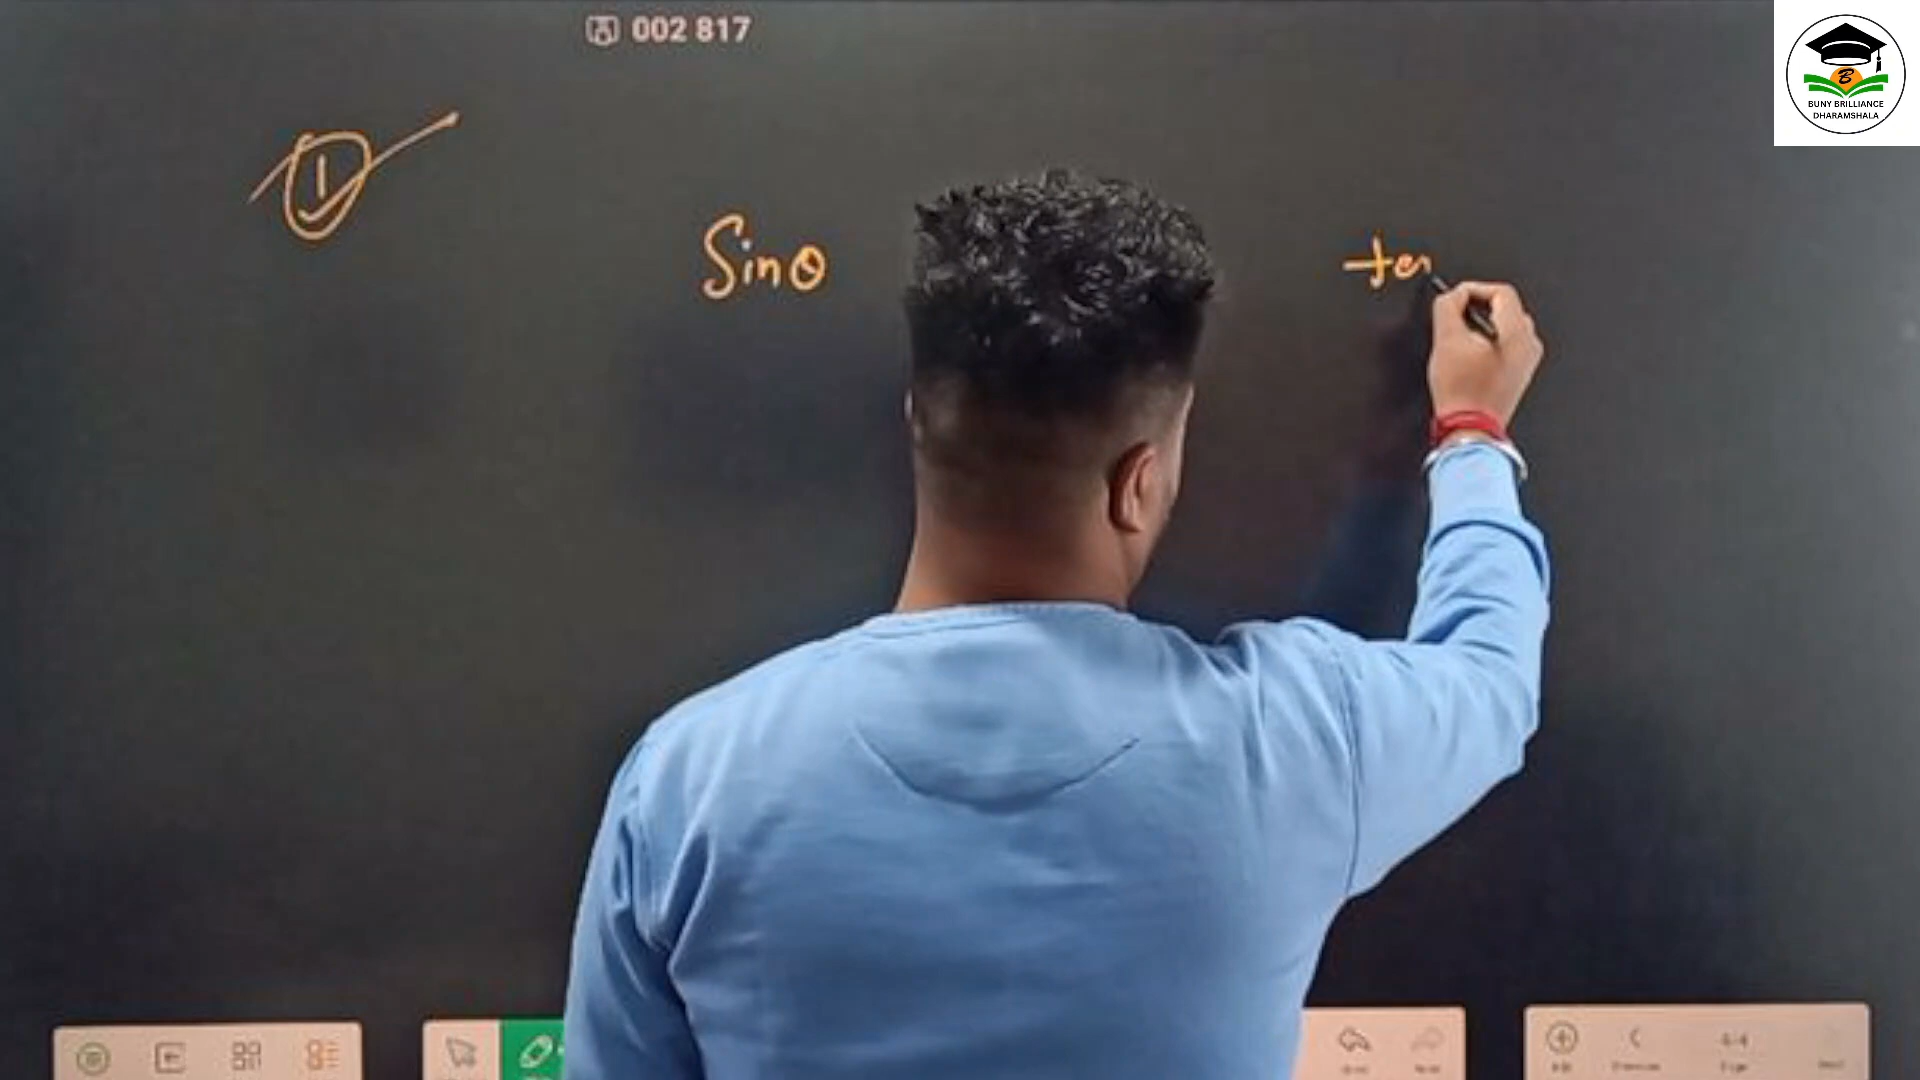 002 817
B
BUNY BRILLIANCE
DHARAMSHALA
1
Sinθ tan